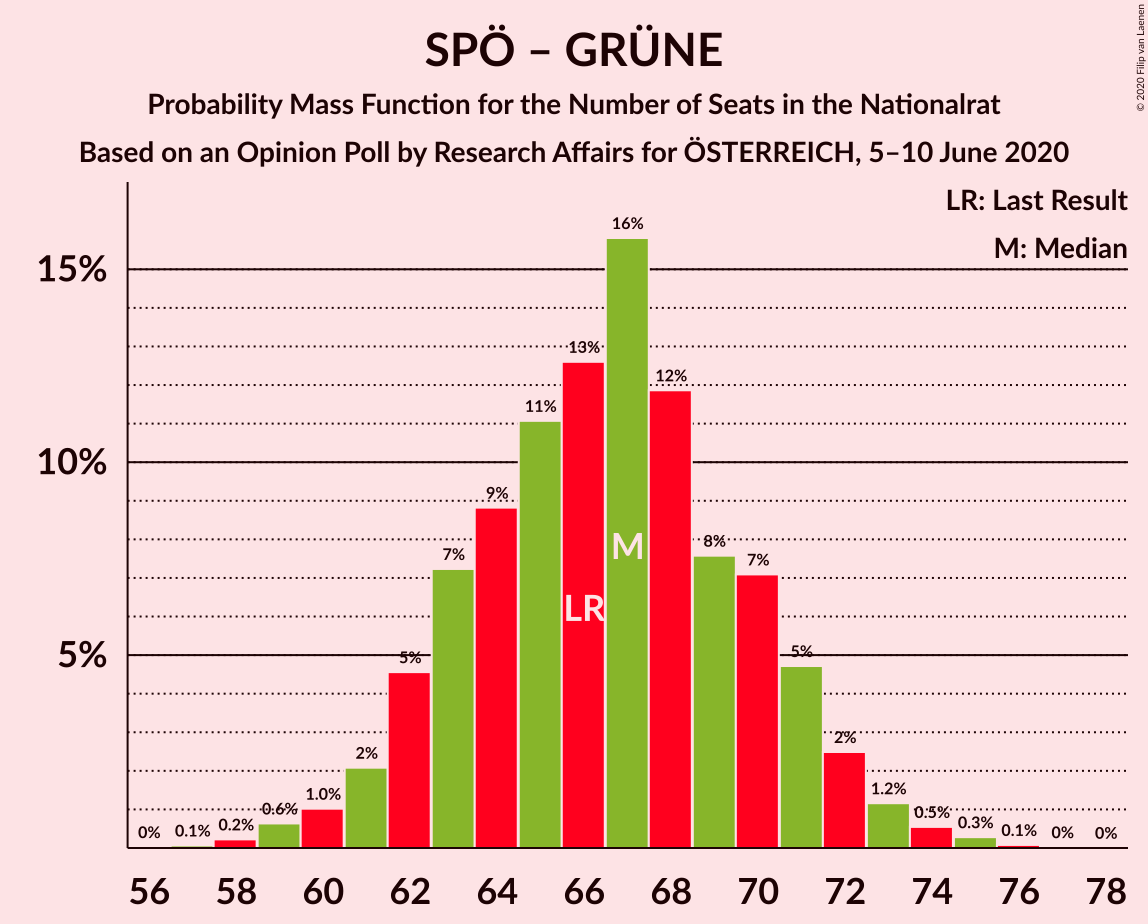 SPÖ – GRÜNE
Probability Mass Function for the Number of Seats in the Nationalrat
Based on an Opinion Poll by Research Affairs for ÖSTERREICH, 5–10 June 2020
© 2020 Filip van Laenen
LR: Last Result
M: Median
15%
10%
5%
0%
0.1%
0.2%
0.6%
1.0%
2%
5%
7%
9%
11%
13%
16%
12%
8%
7%
5%
2%
1.2%
0.5%
0.3%
0.1%
0%
0%
M
LR
56 58 60 62 64 66 68 70 72 74 76 78